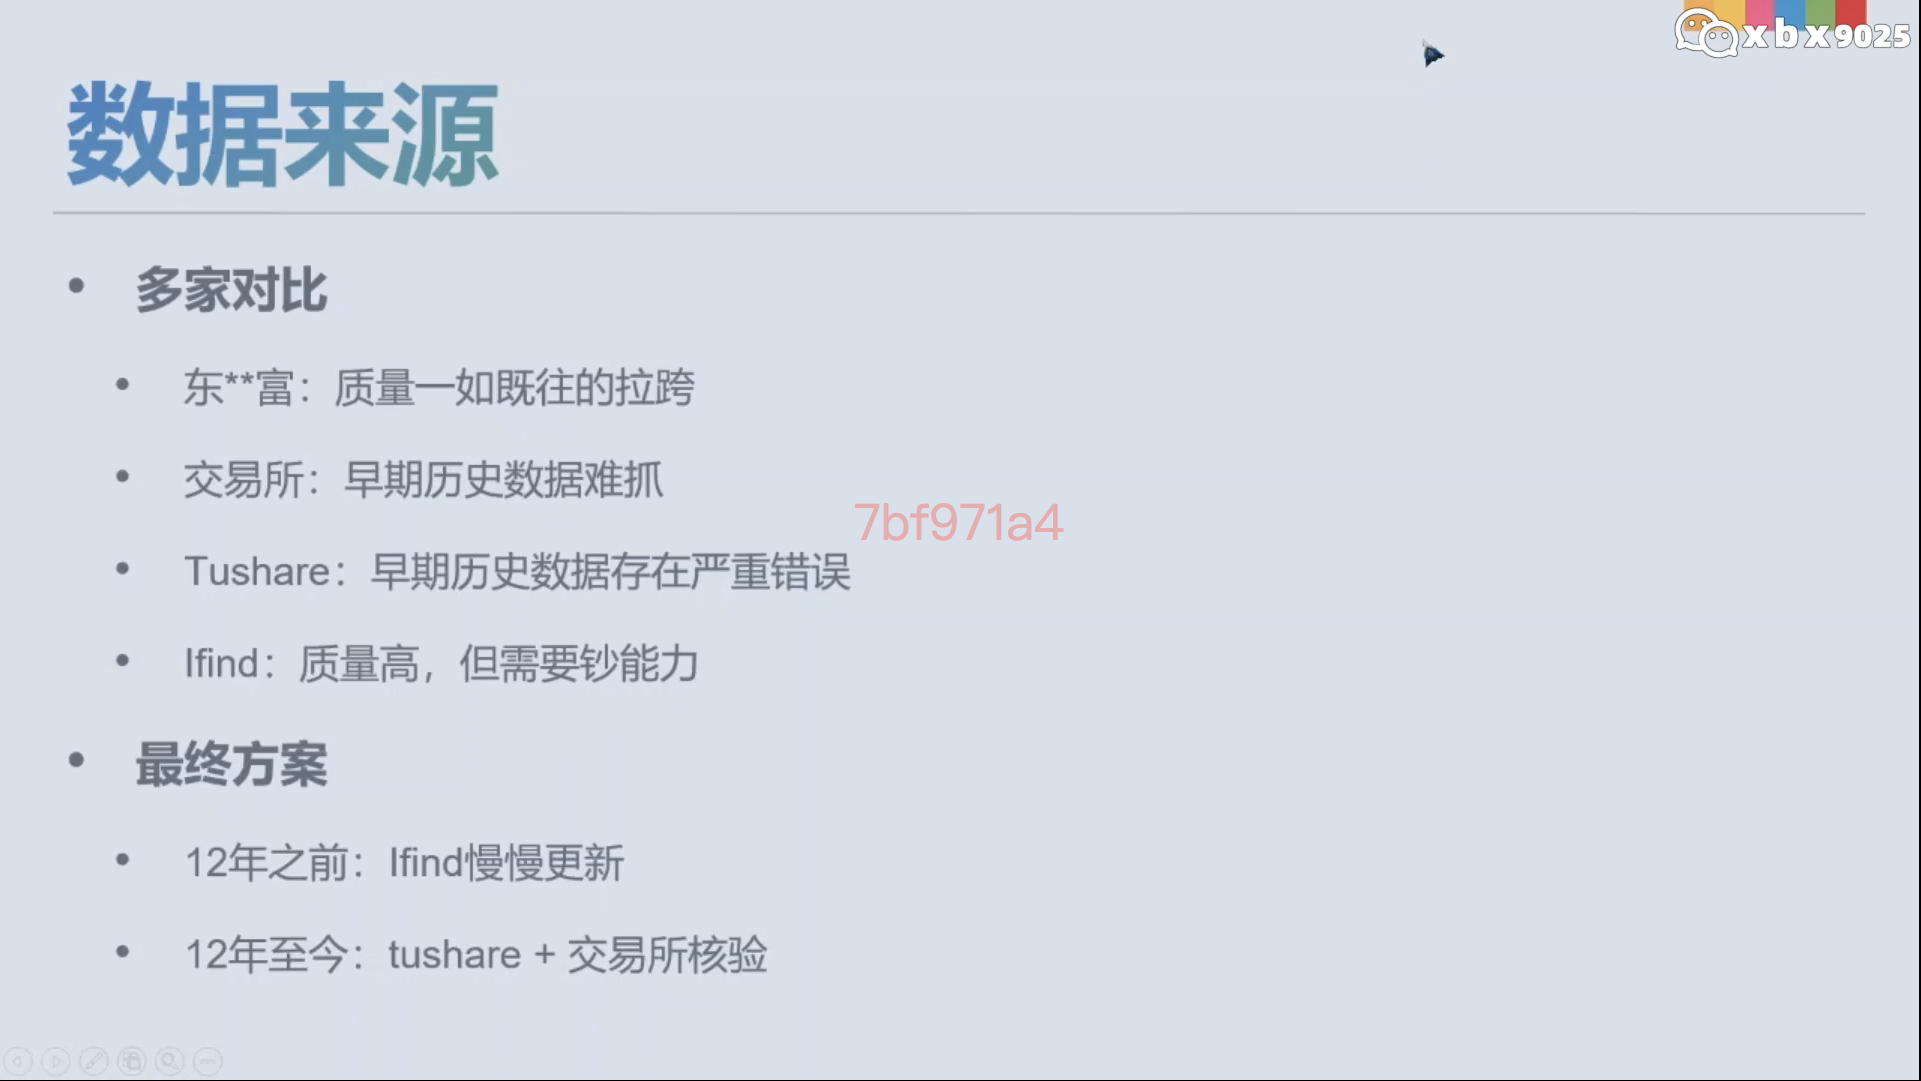 xbx9025
数据来源
• 多家对比
• 东**富：质量一如既往的拉跨
• 交易所：早期历史数据难抓
7bf971a4
• Tushare：早期历史数据存在严重错误
• Ifind：质量高，但需要钞能力
• 最终方案
• 12年之前：Ifind慢慢更新
• 12年至今：tushare + 交易所核验